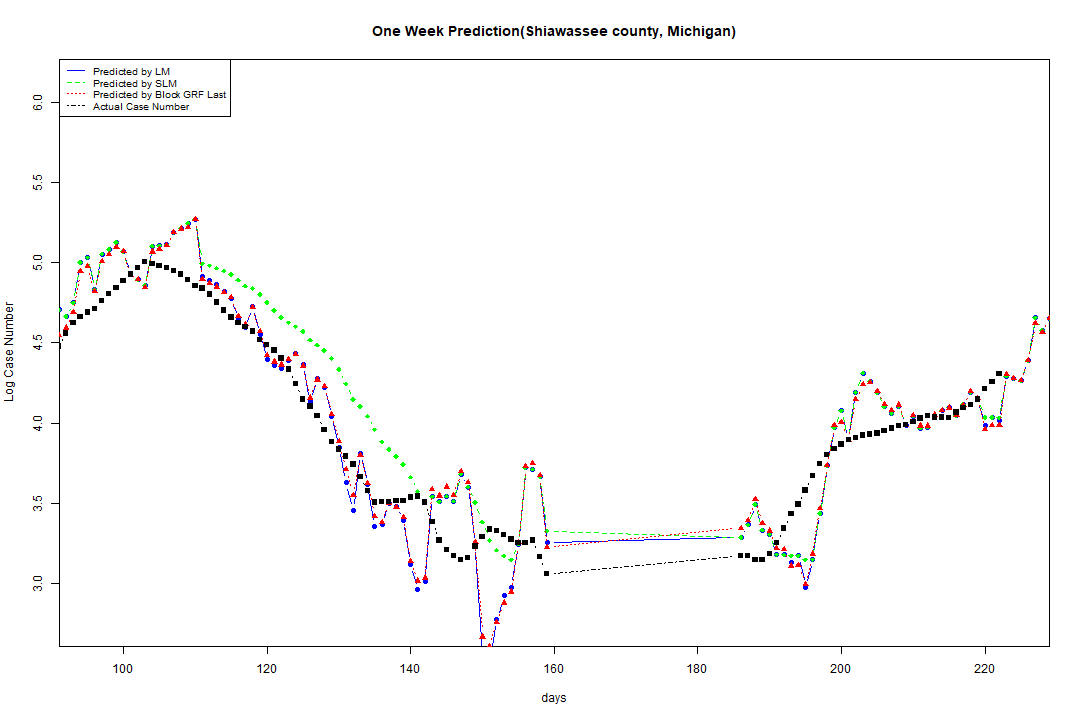 One Week Prediction(Shiawassee county, Michigan)
Predicted by LM
Predicted by SLM
Predicted by Block GRF Last
Actual Case Number
6.0
5.5
5.0
4.5
4.0
3.5
3.0
Log Case Number
100 120 140 160 180 200 220
days